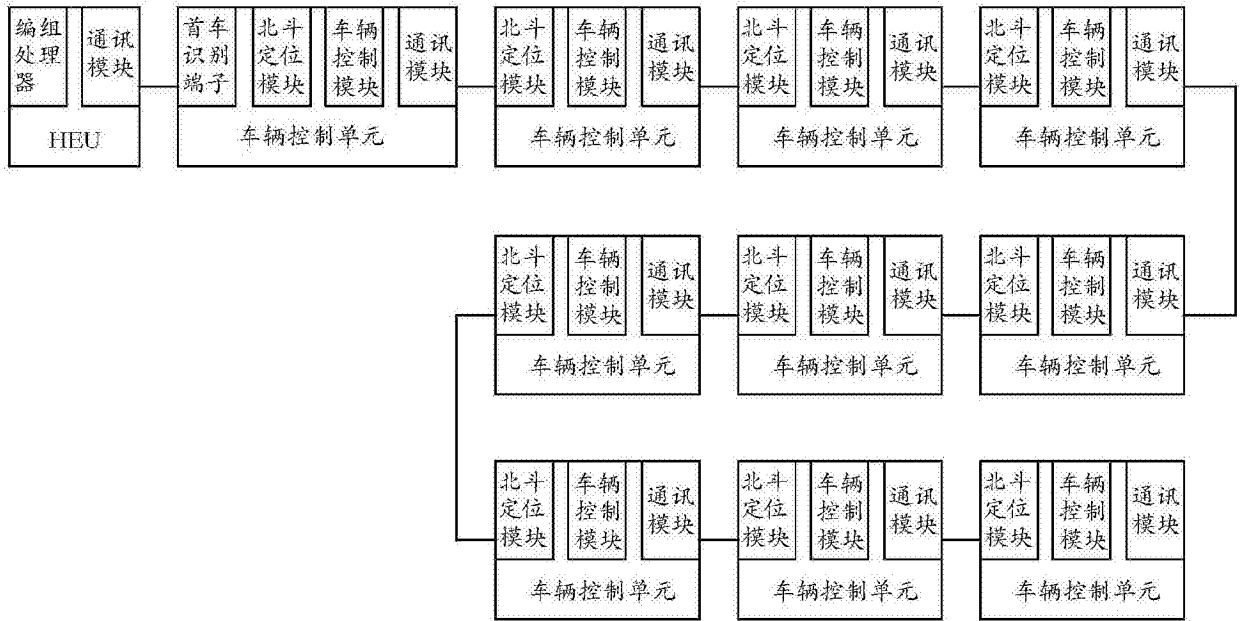 编组
处理
器
通讯
模块
HEU
首车
识别
端子
北斗
定位
模块
车辆
控制
模块
通讯
模块
车辆控制单元
北斗
定位
模块
车辆
控制
模块
通讯
模块
车辆控制单元
北斗
定位
模块
车辆
控制
模块
通讯
模块
车辆控制单元
北斗
定位
模块
车辆
控制
模块
通讯
模块
车辆控制单元
北斗
定位
模块
车辆
控制
模块
通讯
模块
车辆控制单元
北斗
定位
模块
车辆
控制
模块
通讯
模块
车辆控制单元
北斗
定位
模块
车辆
控制
模块
通讯
模块
车辆控制单元
北斗
定位
模块
车辆
控制
模块
通讯
模块
车辆控制单元
北斗
定位
模块
车辆
控制
模块
通讯
模块
车辆控制单元
北斗
定位
模块
车辆
控制
模块
通讯
模块
车辆控制单元